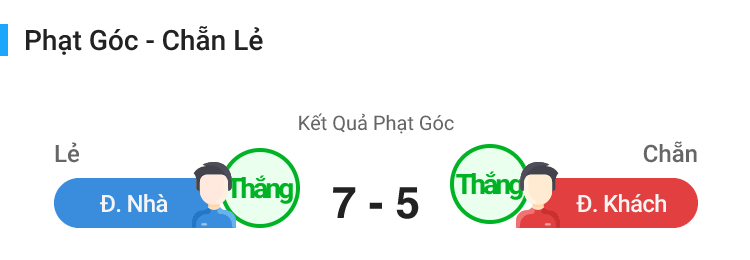 Phạt Góc - Chẵn Lẻ
Kết Quả Phạt Góc
Lẻ
Chẵn
Đ. Nhà
Thắng
7 - 5
Thắng
Đ. Khách